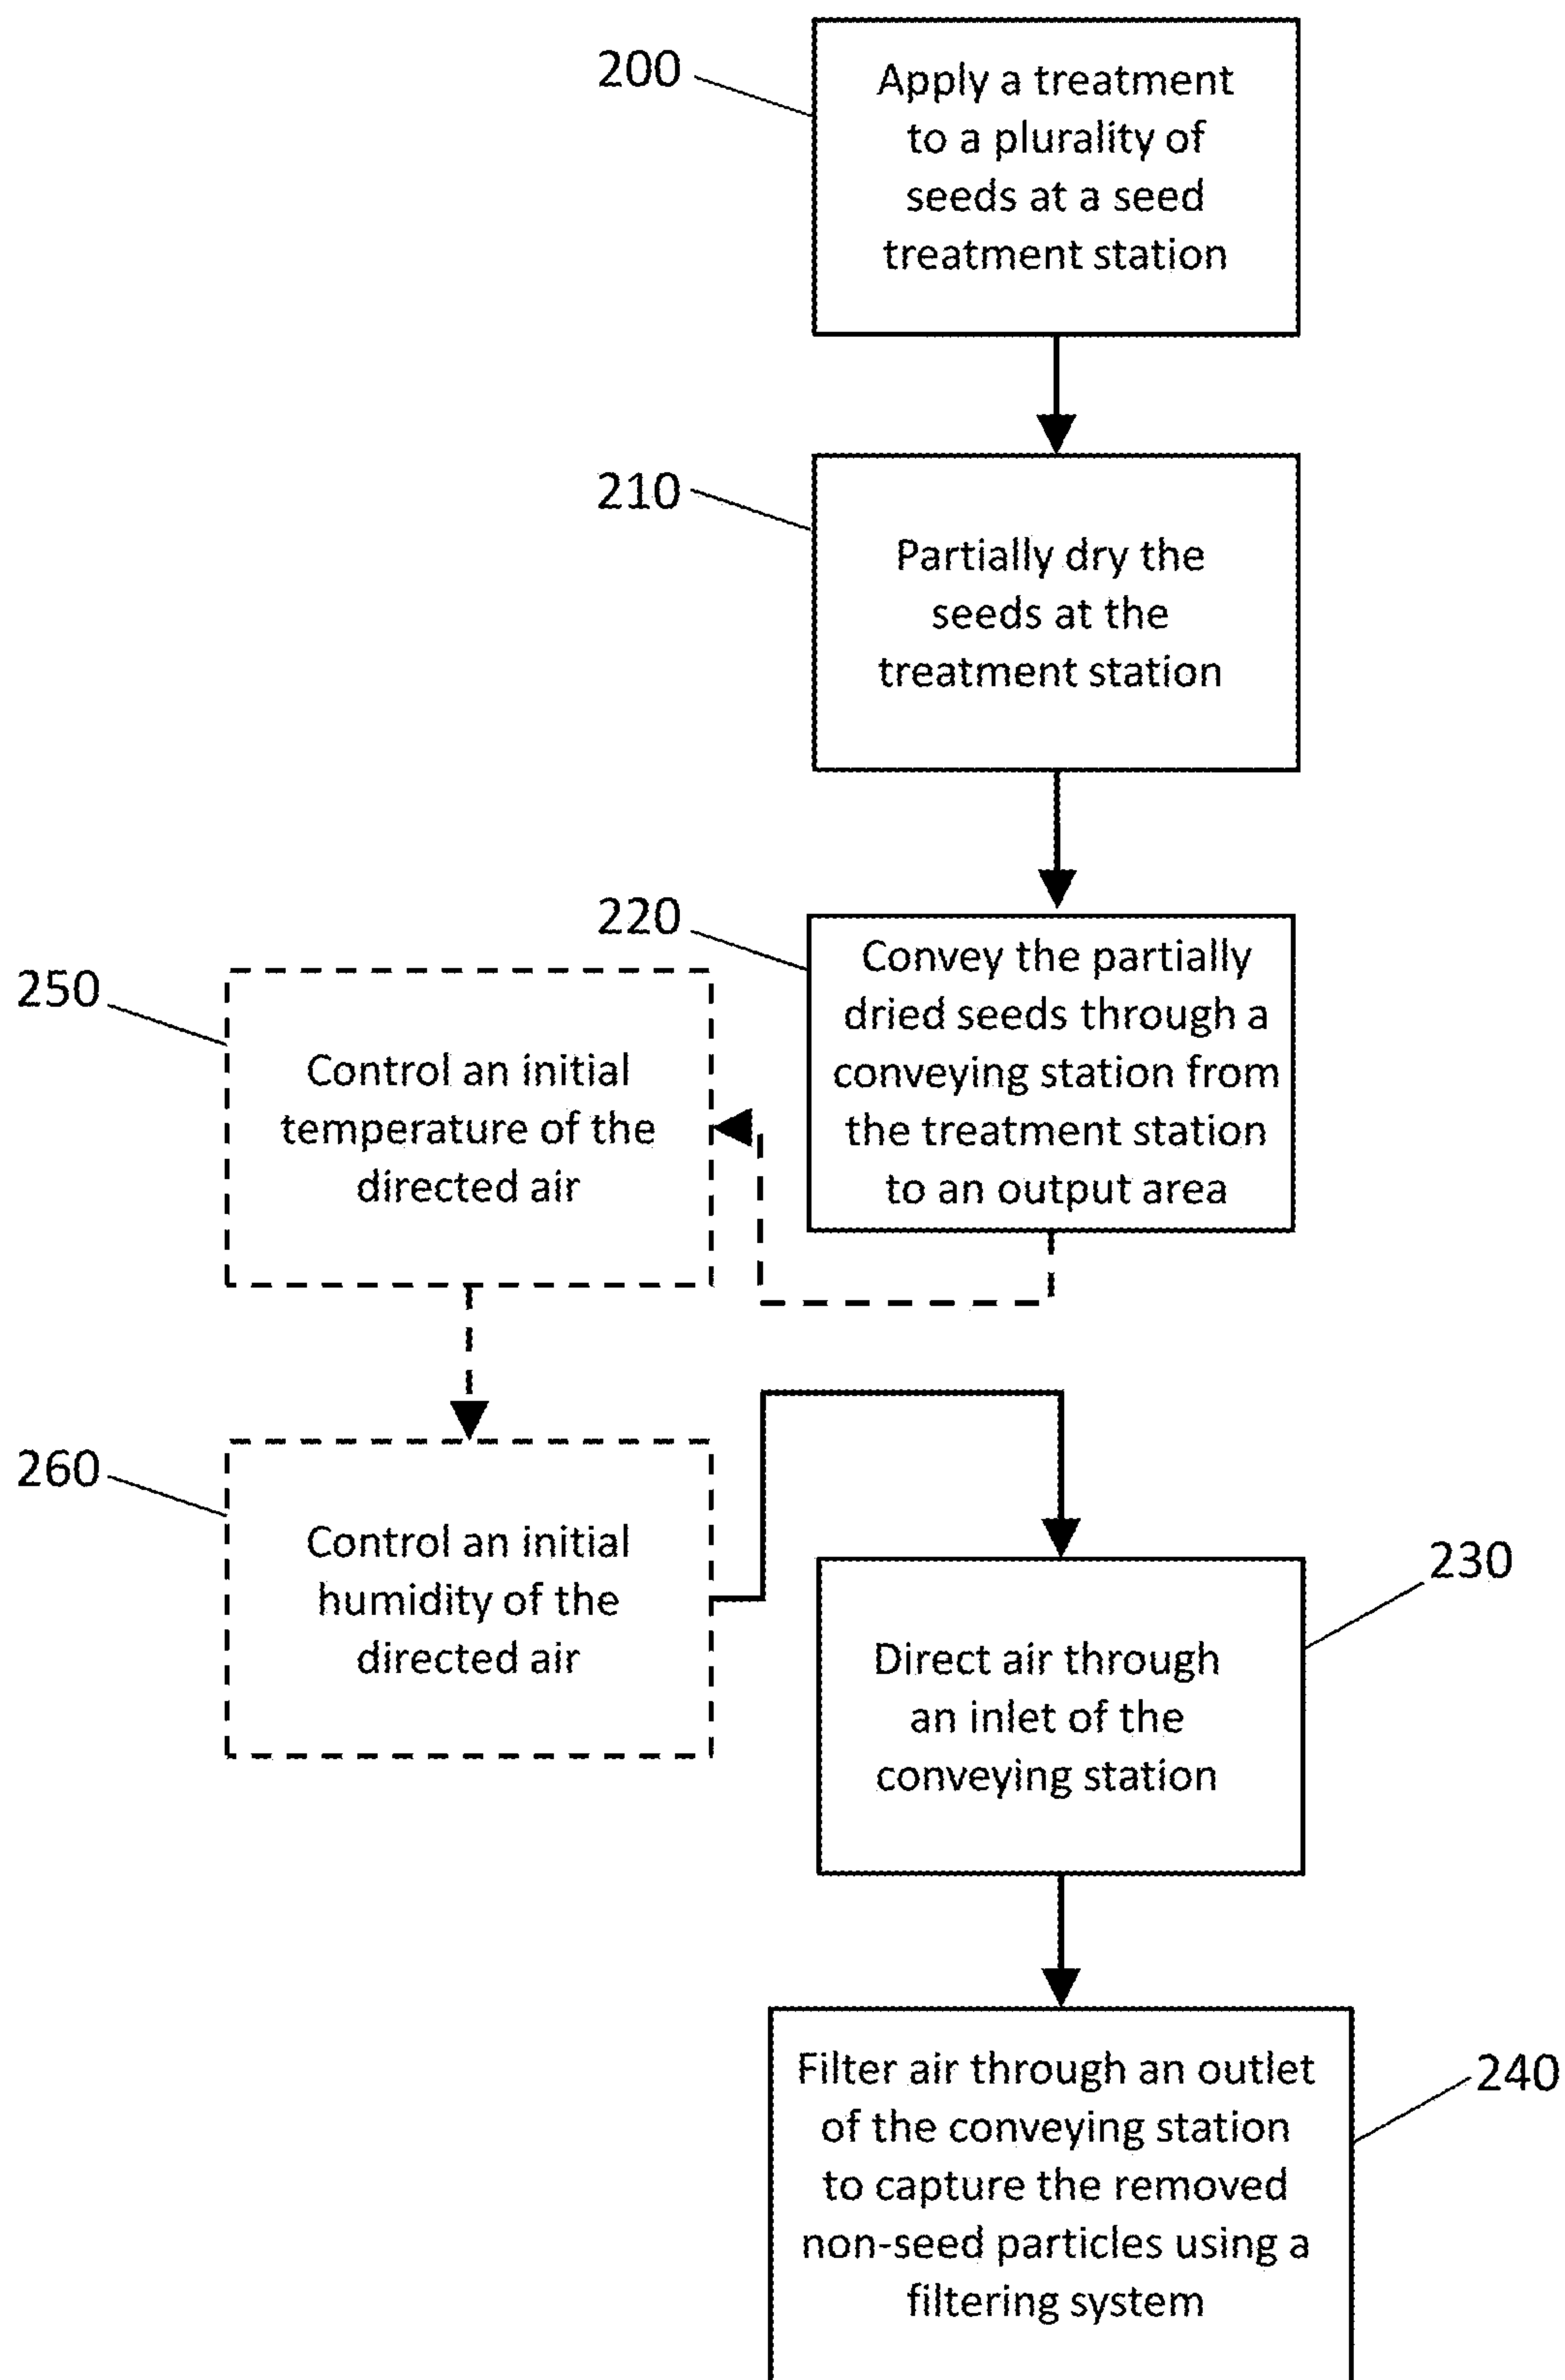 200
Apply a treatment
to a plurality of
seeds at a seed
treatment station
210
Partially dry the
seeds at the
treatment station
220
Convey the partially
dried seeds through a
conveying station from
the treatment station
to an output area
250
Control an initial
temperature of the
directed air
260
Control an initial
humidity of the
directed air
230
Direct air through
an inlet of the
conveying station
240
Filter air through an outlet
of the conveying station
to capture the removed
non-seed particles using a
filtering system